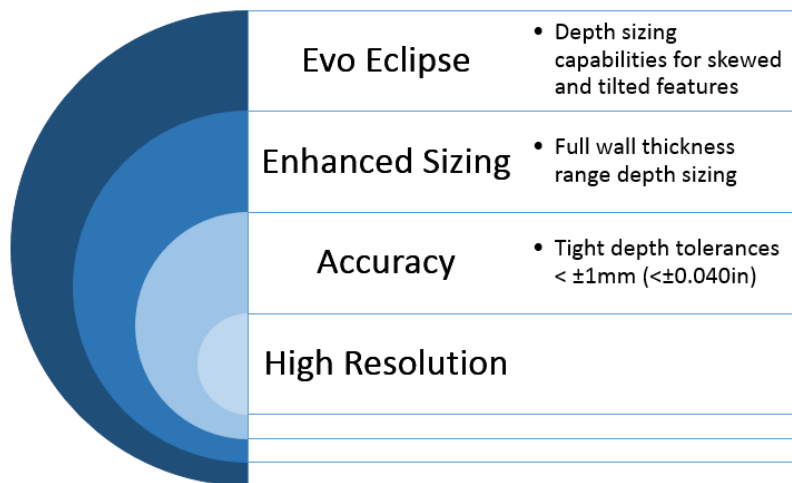 Evo Eclipse
• Depth sizing
capabilities for skewed
and tilted features
Enhanced Sizing
• Full wall thickness
range depth sizing
Accuracy
• Tight depth tolerances
< ±1mm (<±0.040in)
High Resolution